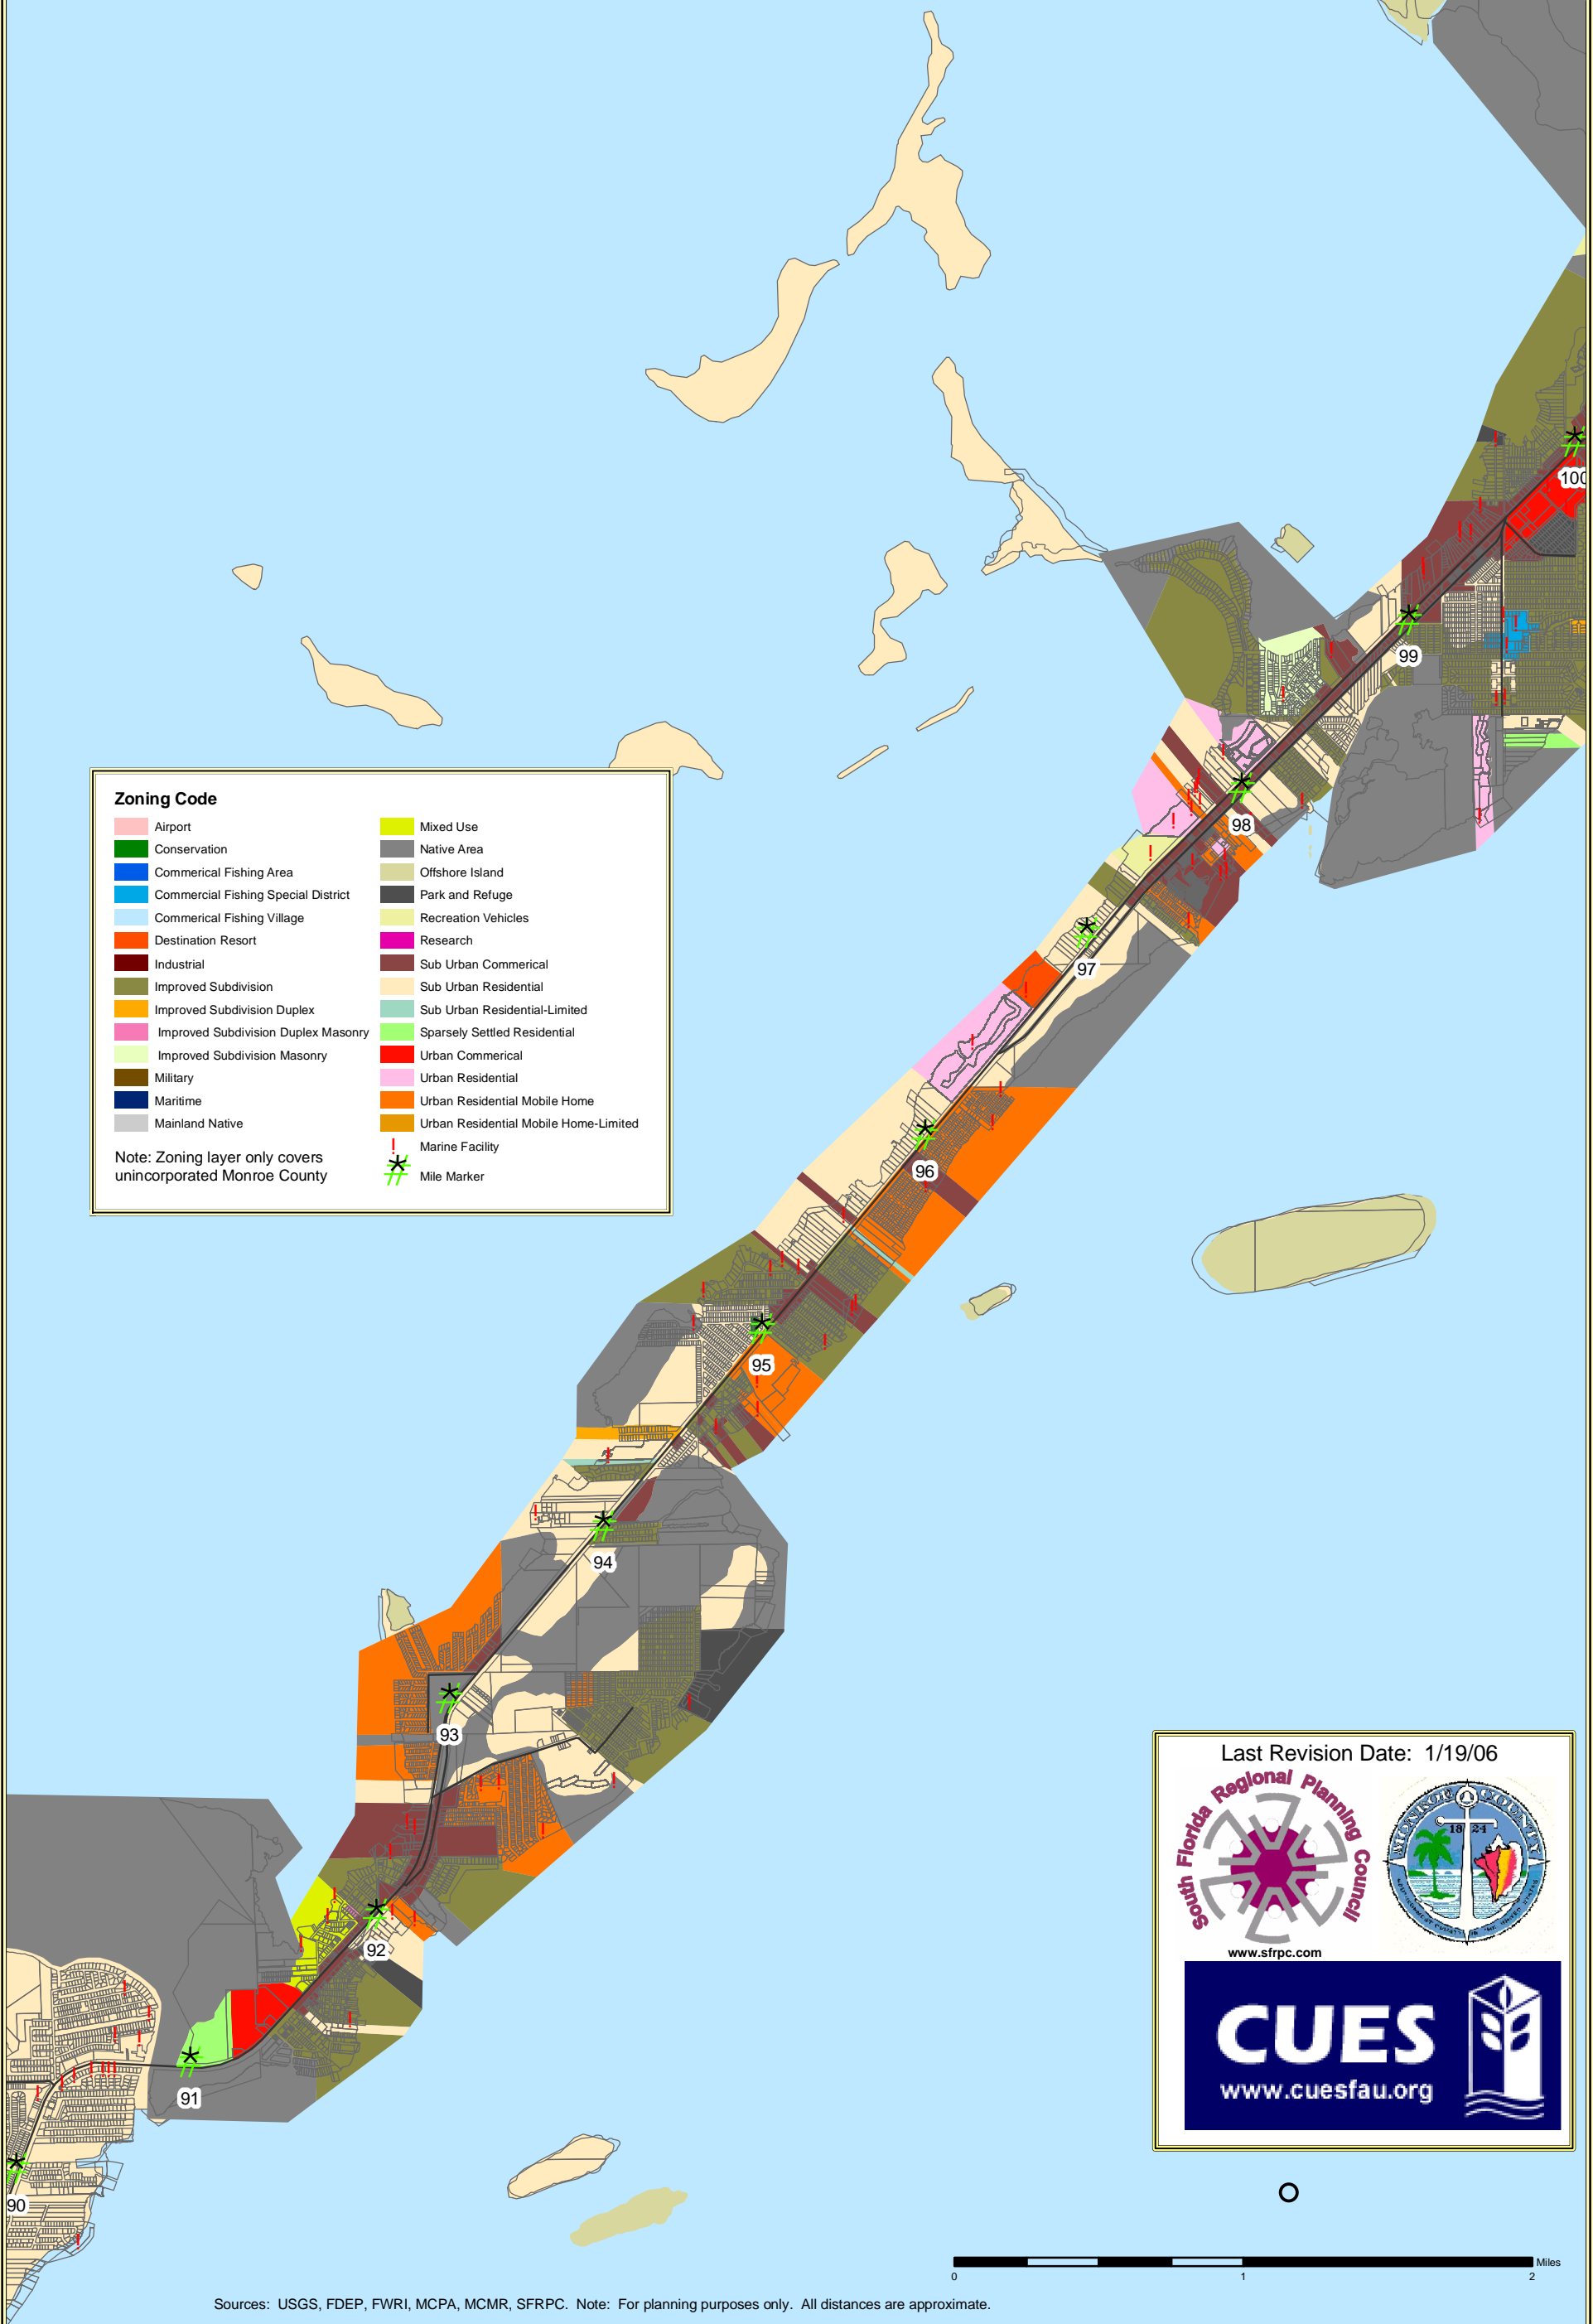 100
99
98
97
96
95
94
93
92
91
90
Zoning Code
Airport
Conservation
Commerical Fishing Area
Commercial Fishing Special District
Commerical Fishing Village
Destination Resort
Industrial
Improved Subdivision
Improved Subdivision Duplex
Improved Subdivision Duplex Masonry
Improved Subdivision Masonry
Military
Maritime
Mainland Native
Note: Zoning layer only covers
unincorporated Monroe County
Mixed Use
Native Area
Offshore Island
Park and Refuge
Recreation Vehicles
Research
Sub Urban Commerical
Sub Urban Residential
Sub Urban Residential-Limited
Sparsely Settled Residential
Urban Commerical
Urban Residential
Urban Residential Mobile Home
Urban Residential Mobile Home-Limited
Marine Facility
Mile Marker
Last Revision Date: 1/19/06
South Florida Regional Planning Council
www.sfrpc.com
MONROE COUNTY
18 24
CUES
www.cuesfau.org
0 1 2 Miles
Sources: USGS, FDEP, FWRI, MCPA, MCMR, SFRPC. Note: For planning purposes only. All distances are approximate.